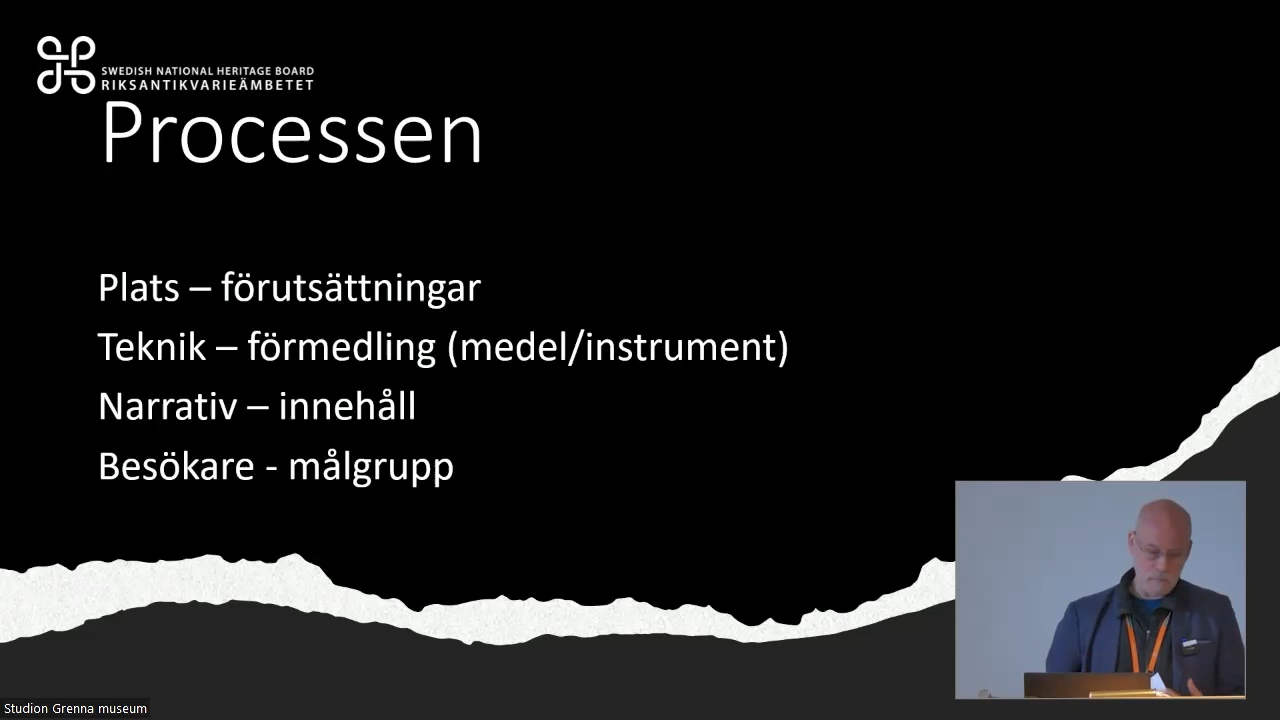 SWEDISH NATIONAL HERITAGE BOARD
RIKSANTIKVARIEÄMBETET
Processen
Plats – förutsättningar
Teknik – förmedling (medel/instrument)
Narrativ – innehåll
Besökare - målgrupp
Studion Grenna museum